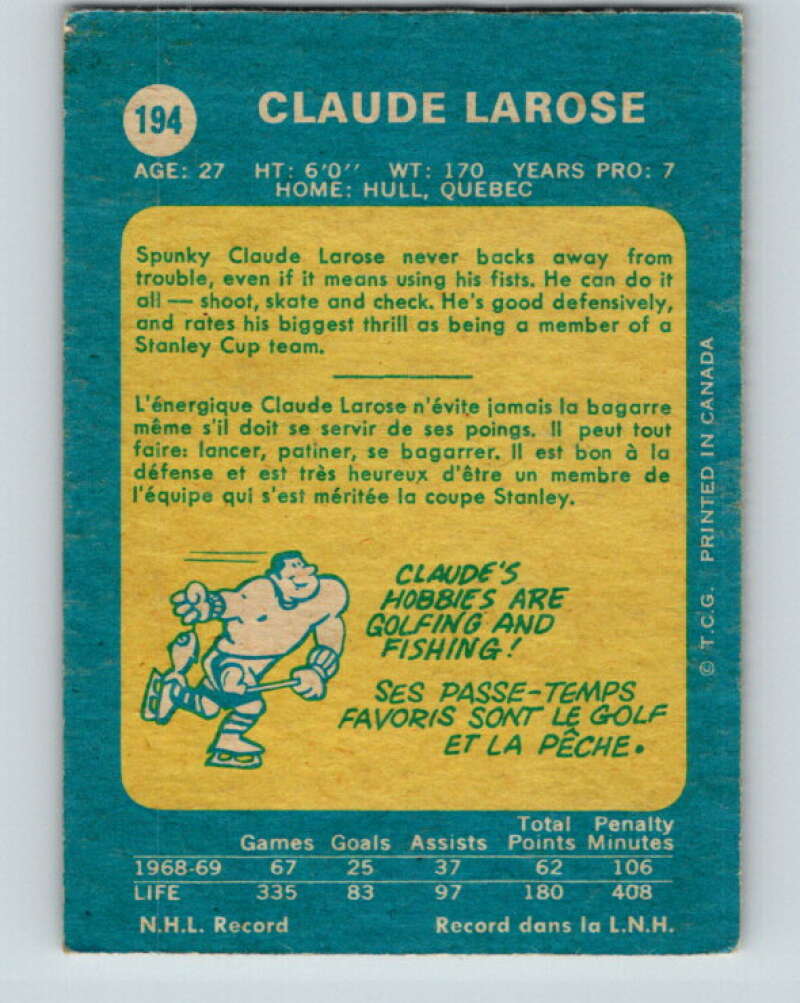 194
CLAUDE LAROSE
AGE: 27 HT: 6'0'' WT: 170 YEARS PRO: 7
HOME: HULL, QUEBEC
Spunky Claude Larose never backs away from
trouble, even if it means using his fists. He can do it
all — shoot, skate and check. He's good defensively,
and rates his biggest thrill as being a member of a
Stanley Cup team.
L'énergique Claude Larose n'évite jamais la bagarre
même s'il doit se servir de ses poings. Il peut tout
faire: lancer, patiner, se bagarrer. Il est bon à la
défense et est très heureux d'être un membre de
l'équipe qui s'est méritée la coupe Stanley.
CLAUDE'S
HOBBIES ARE
GOLFING AND
FISHING!
SES PASSE-TEMPS
FAVORIS SONT LE GOLF
ET LA PÊCHE.
© T.C.G. PRINTED IN CANADA
Total Penalty
Games Goals Assists Points Minutes
1968-69 67 25 37 62 106
LIFE 335 83 97 180 408
N.H.L. Record Record dans la L.N.H.